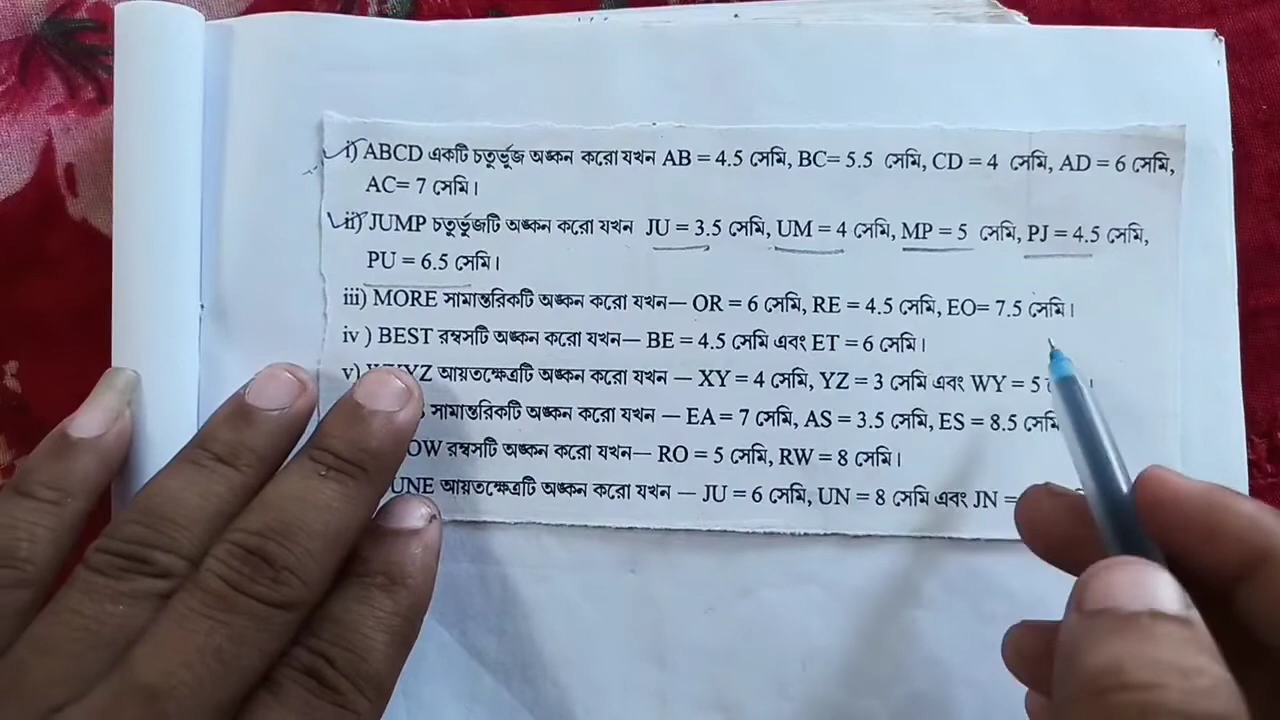 i) ABCD একটি চতুর্ভূজ অঙ্কন করো যখন AB = 4.5 সেমি, BC= 5.5 সেমি, CD = 4 সেমি, AD = 6 সেমি,
AC= 7 সেমি।
ii) JUMP চতুর্ভূজটি অঙ্কন করো যখন JU = 3.5 সেমি, UM = 4 সেমি, MP = 5 সেমি, PJ = 4.5 সেমি,
PU = 6.5 সেমি।
iii) MORE সামান্তরিকটি অঙ্কন করো যখন— OR = 6 সেমি, RE = 4.5 সেমি, EO= 7.5 সেমি।
iv ) BEST রম্বসটি অঙ্কন করো যখন— BE = 4.5 সেমি এবং ET = 6 সেমি।
v) আয়তক্ষেত্রটি অঙ্কন করো যখন — XY = 4 সেমি, YZ = 3 সেমি এবং WY = 5
সামান্তরিকটি অঙ্কন করো যখন — EA = 7 সেমি, AS = 3.5 সেমি, ES = 8.5 সেমি
OW রম্বসটি অঙ্কন করো যখন— RO = 5 সেমি, RW = 8 সেমি।
UNE আয়তক্ষেত্রটি অঙ্কন করো যখন — JU = 6 সেমি, UN = 8 সেমি এবং JN =